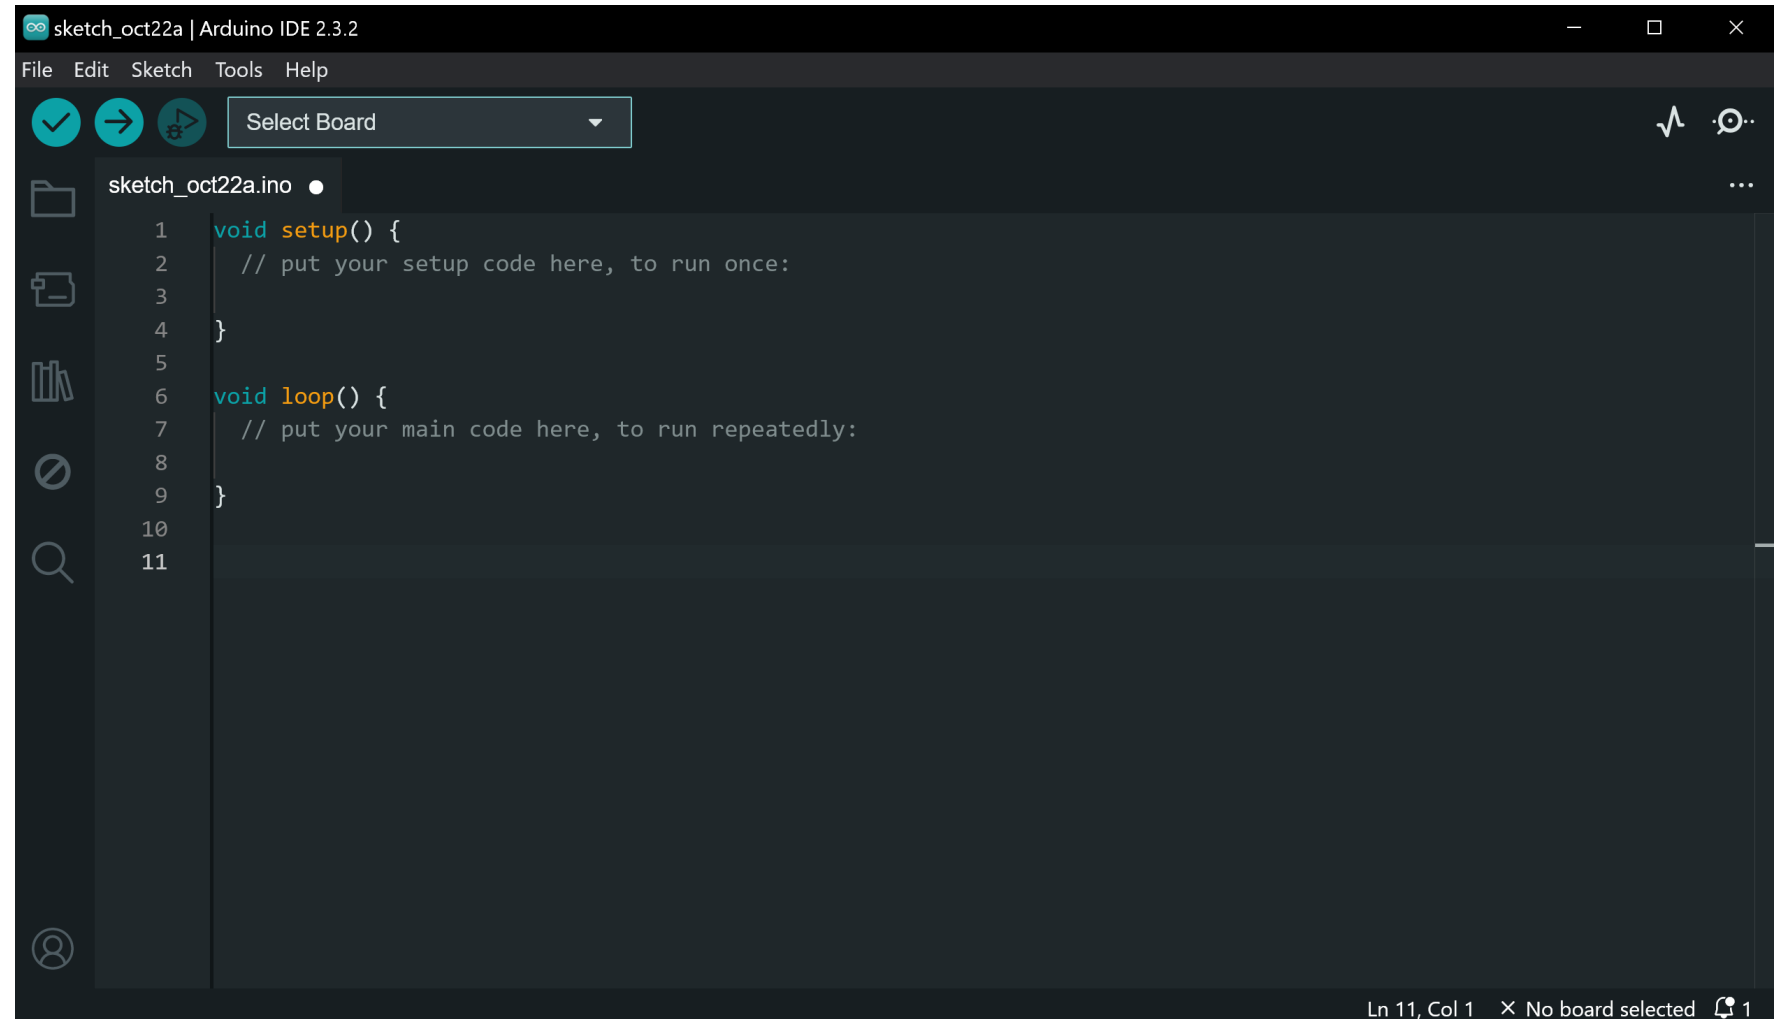 sketch_oct22a | Arduino IDE 2.3.2
File Edit Sketch Tools Help
Select Board
sketch_oct22a.ino
1 void setup() {
2 // put your setup code here, to run once:
3
4 }
5
6 void loop() {
7 // put your main code here, to run repeatedly:
8
9 }
10
11
Ln 11, Col 1 No board selected 1